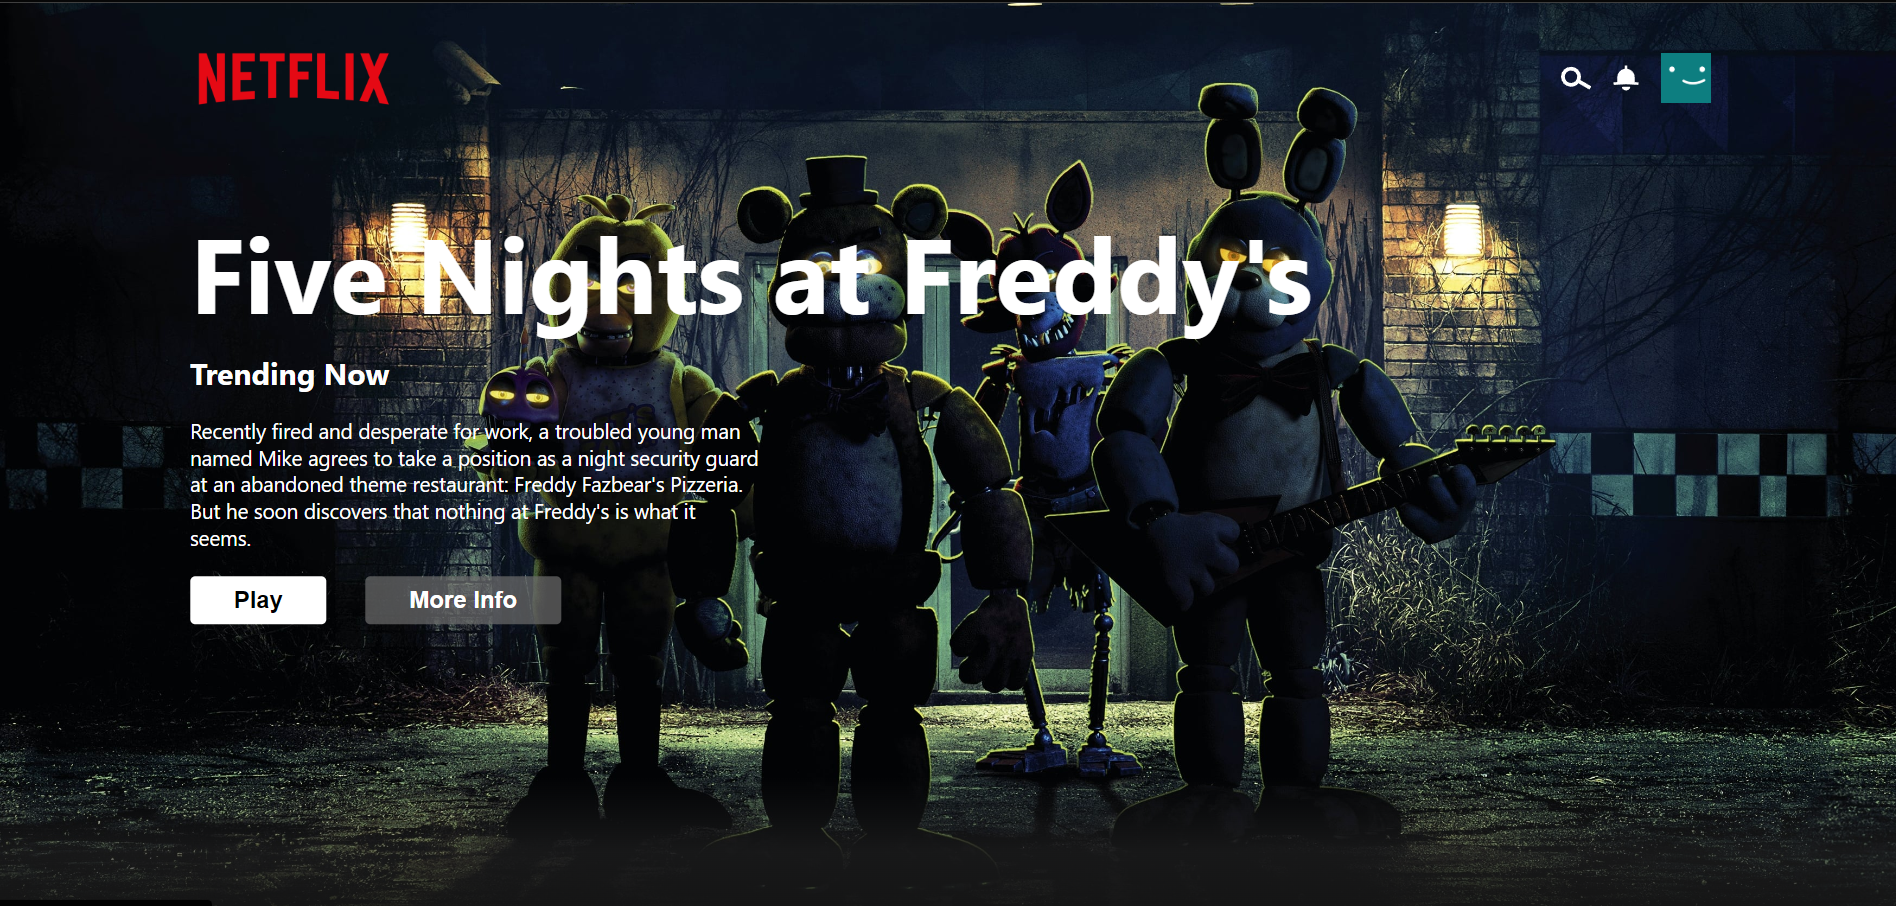 NETFLIX
Five Nights at Freddy's
Trending Now
Recently fired and desperate for work, a troubled young man
named Mike agrees to take a position as a night security guard
at an abandoned theme restaurant: Freddy Fazbear's Pizzeria.
But he soon discovers that nothing at Freddy's is what it
seems.
Play
More Info